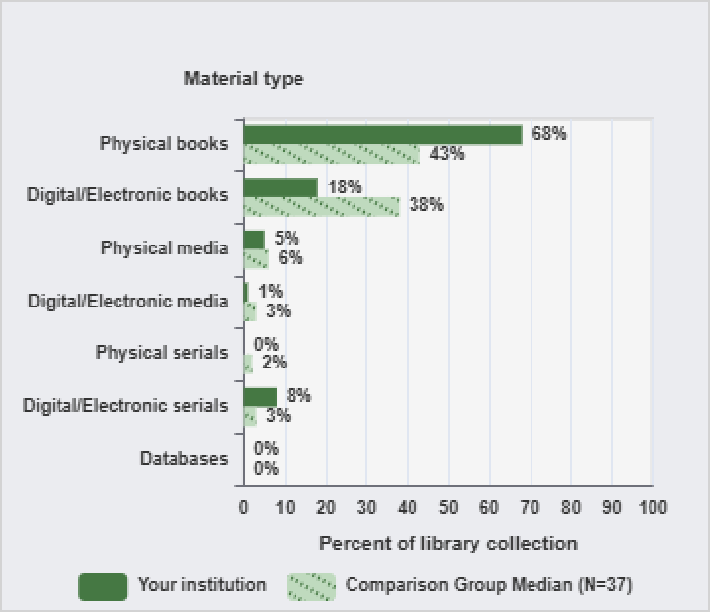 Material type
Physical books
68%
43%
Digital/Electronic books
18%
38%
Physical media
5%
6%
Digital/Electronic media
1%
3%
Physical serials
0%
2%
Digital/Electronic serials
8%
3%
Databases
0%
0%
0 10 20 30 40 50 60 70 80 90 100
Percent of library collection
Your institution Comparison Group Median (N=37)